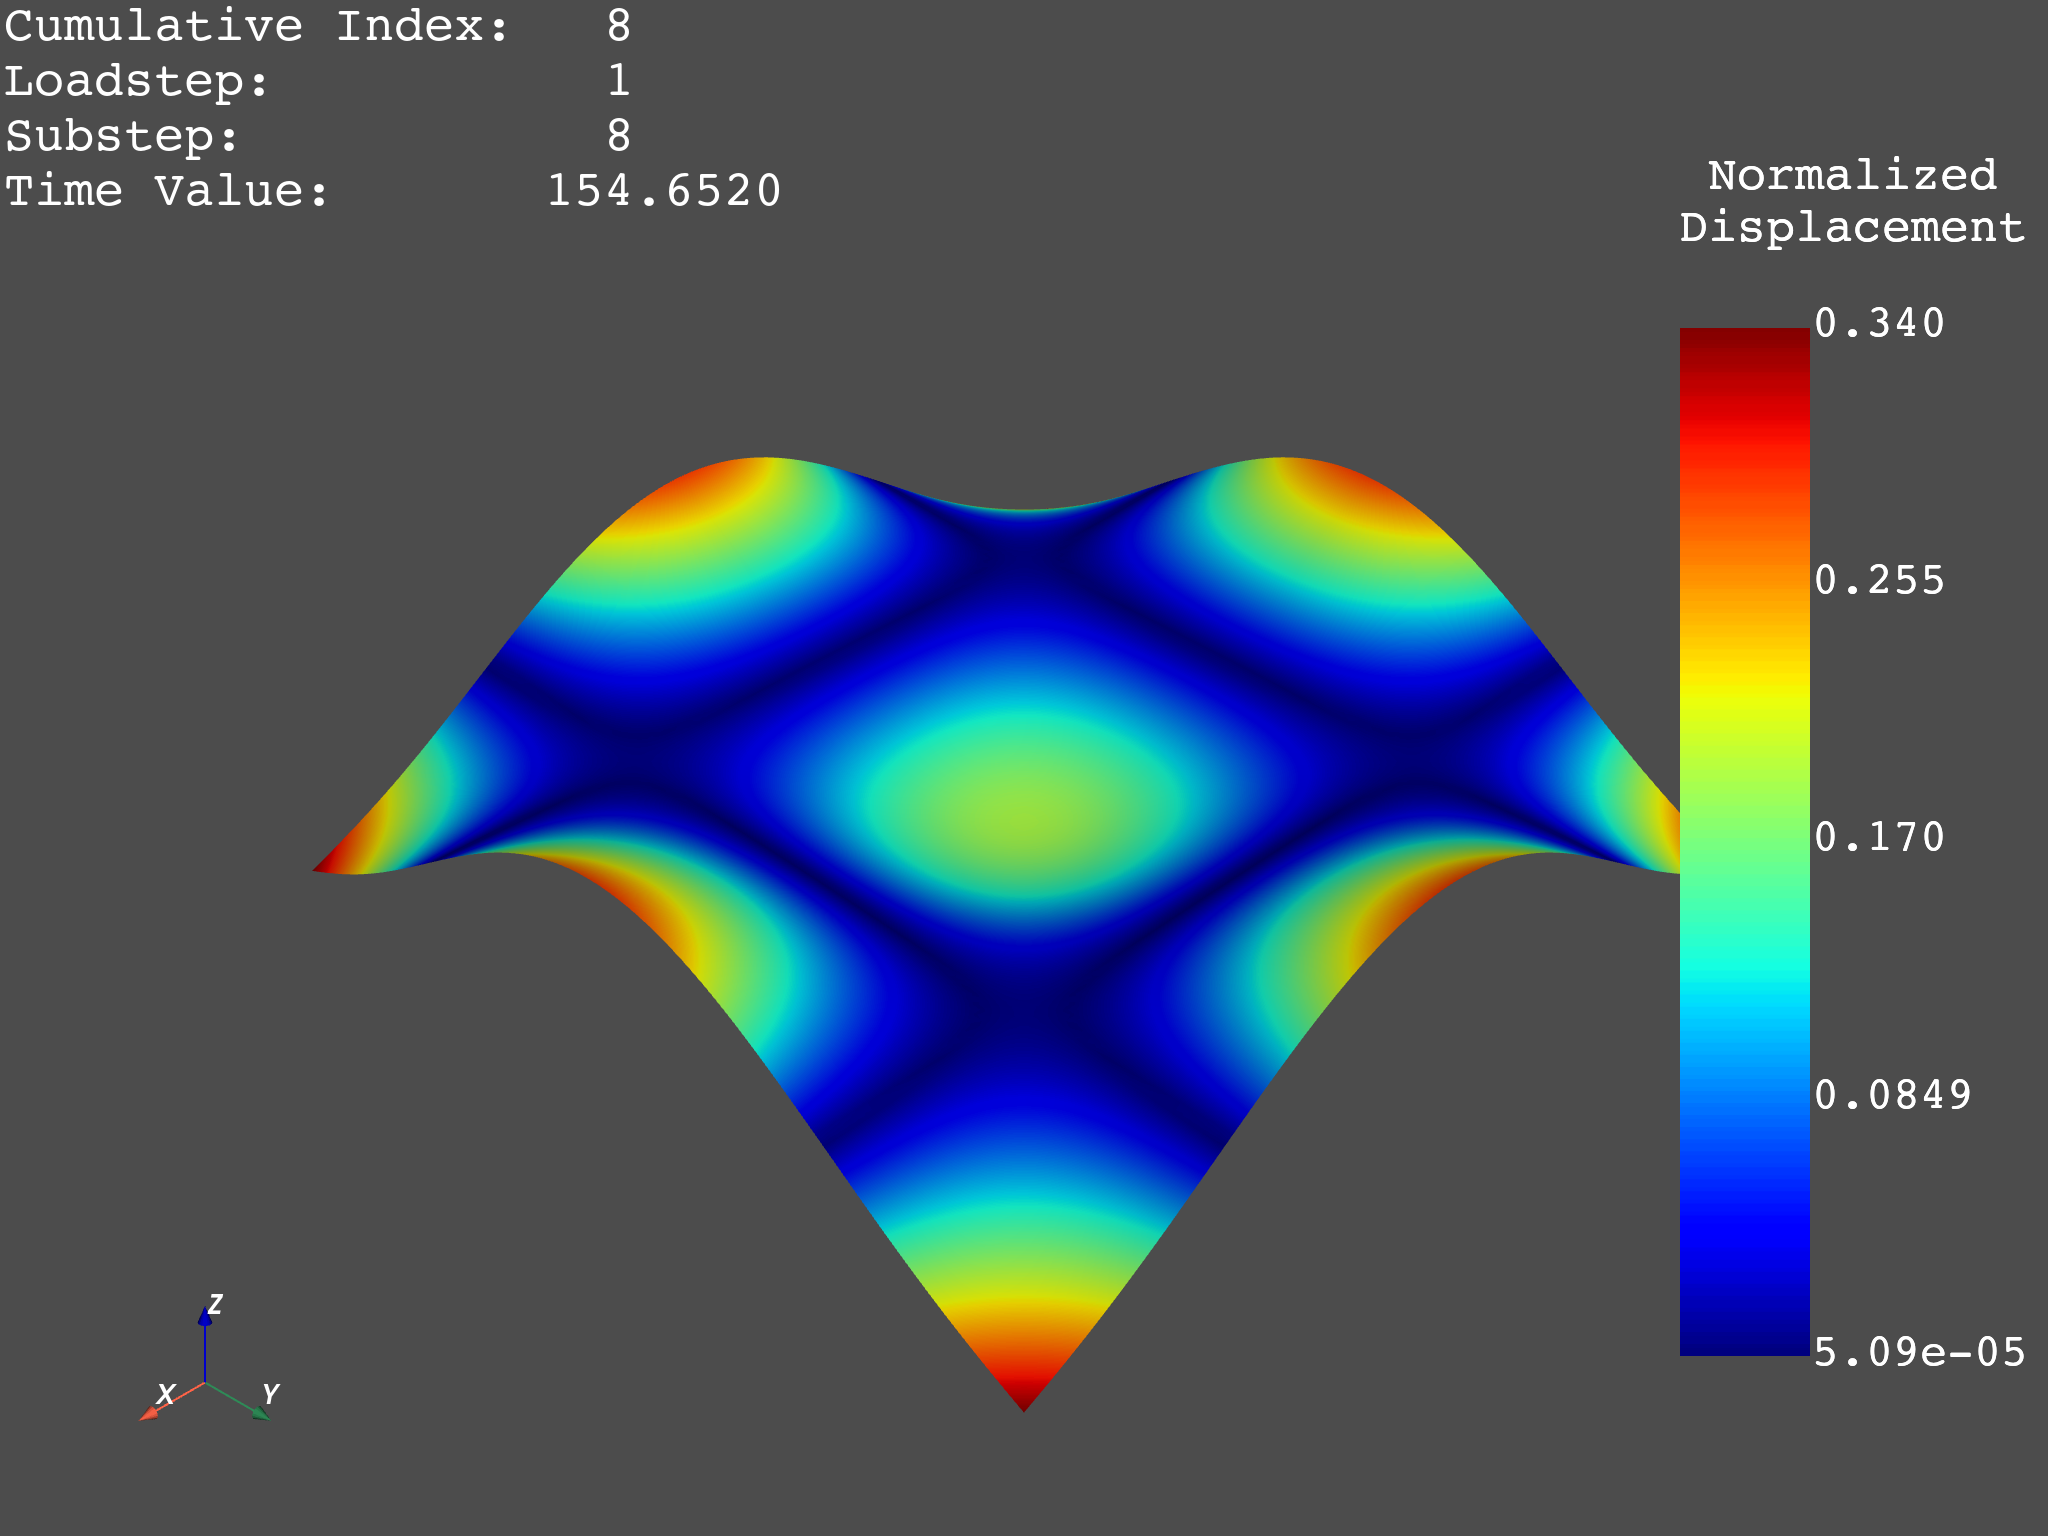 Cumulative Index: 8
Loadstep: 1
Substep: 8
Time Value: 154.6520
Normalized
Displacement
0.340
0.255
0.170
0.0849
5.09e-05
Z
X
Y